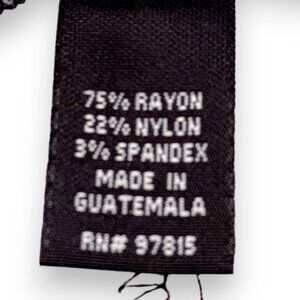 75% RAYON
22% NYLON
3% SPANDEX
MADE IN
GUATEMALA
RN# 97815